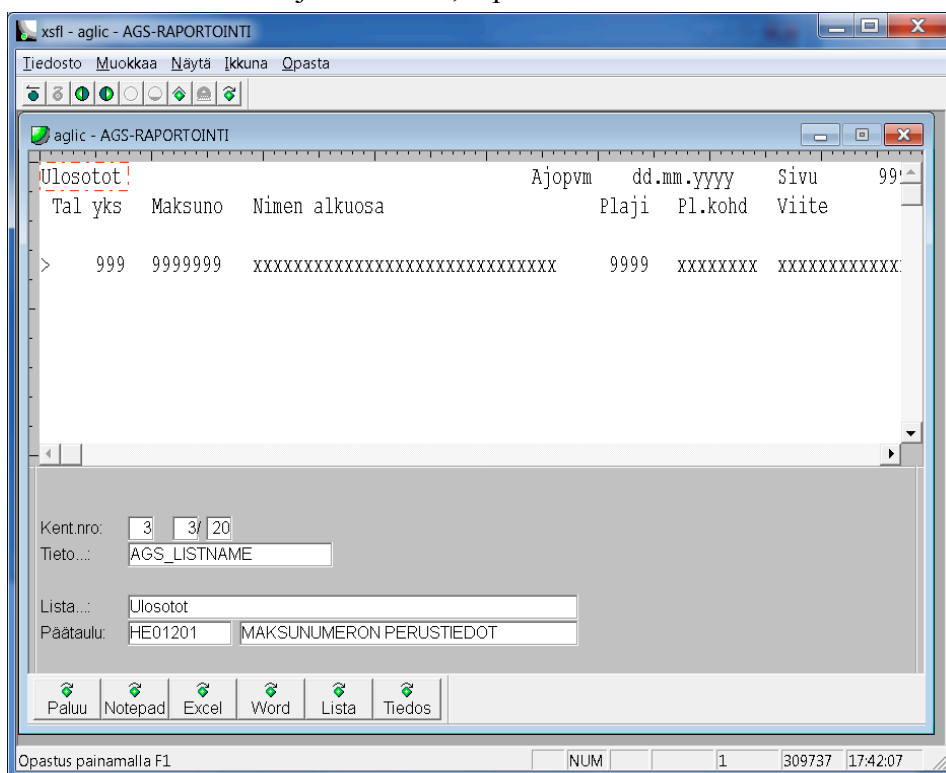 xsfl - aglic - AGS-RAPORTOINTI
Tiedosto Muokkaa Näytä Ikkuna Opasta
aglic - AGS-RAPORTOINTI
Ulosotot Ajopvm dd.mm.yyyy Sivu 99
Tal yks Maksuno Nimen alkuosa Plaji Pl.kohd Viite
> 999 9999999 xxxxxxxxxxxxxxxxxxxxxxxxxxxxxx 9999 xxxxxxxx xxxxxxxxxxxx
Kent.nro: 3 3/ 20
Tieto...: AGS_LISTNAME
Lista...: Ulosotot
Päätaulu: HE01201 MAKSUNUMERON PERUSTIEDOT
Paluu Notepad Excel Word Lista Tiedos
Opastus painamalla F1 NUM 1 309737 17:42:07